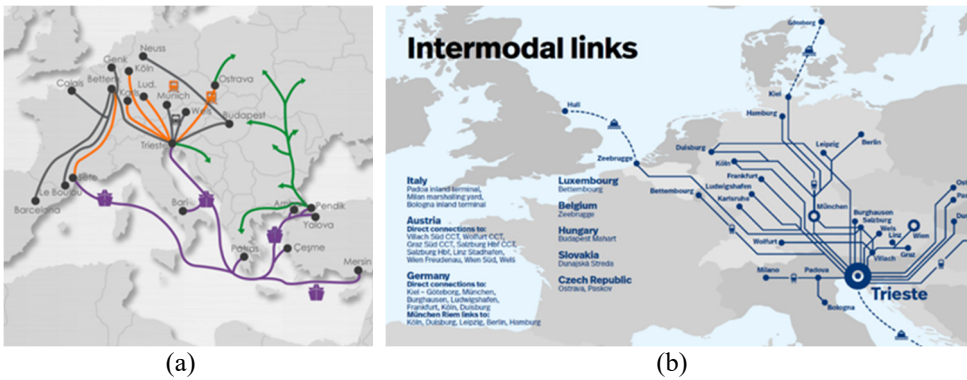 Neuss
Genk
Köln
Calais
Lud.
Ostrava
Munich
Wels
Budapest
Trieste
Sète
Le Boulou
Barcelona
Bari
Pendik
Yalova
Patras
Çeşme
Mersin
(a)
Intermodal links
Göteborg
Kiel
Hamburg
Hull
Leipzig
Berlin
Zeebrugge
Duisburg
Köln
Frankfurt
Bettembourg
Ludwigshafen
Karlsruhe
München
Burghausen
Salzburg
Wels
Linz
Wien
Graz
Wolfurt
Villach
Milano
Padova
Trieste
Bologna
Italy
Padoa inland terminal,
Milan marshalling yard,
Bologna inland terminal
Austria
Direct connections to:
Villach Süd CCT, Wolfurt CCT,
Graz Süd CCT, Salzburg Hbf CCT,
Salzburg Hbf, Linz Stadhafen,
Wien Freudenau, Wien Süd, Wels
Germany
Direct connections to:
Kiel – Göteborg, München,
Burghausen, Ludwigshafen,
Frankfurt, Köln, Duisburg
München Riem links to:
Köln, Duisburg, Leipzig, Berlin, Hamburg
Luxembourg
Bettembourg
Belgium
Zeebrugge
Hungary
Budapest Mahart
Slovakia
Dunajská Streda
Czech Republic
Ostrava, Paskov
(b)